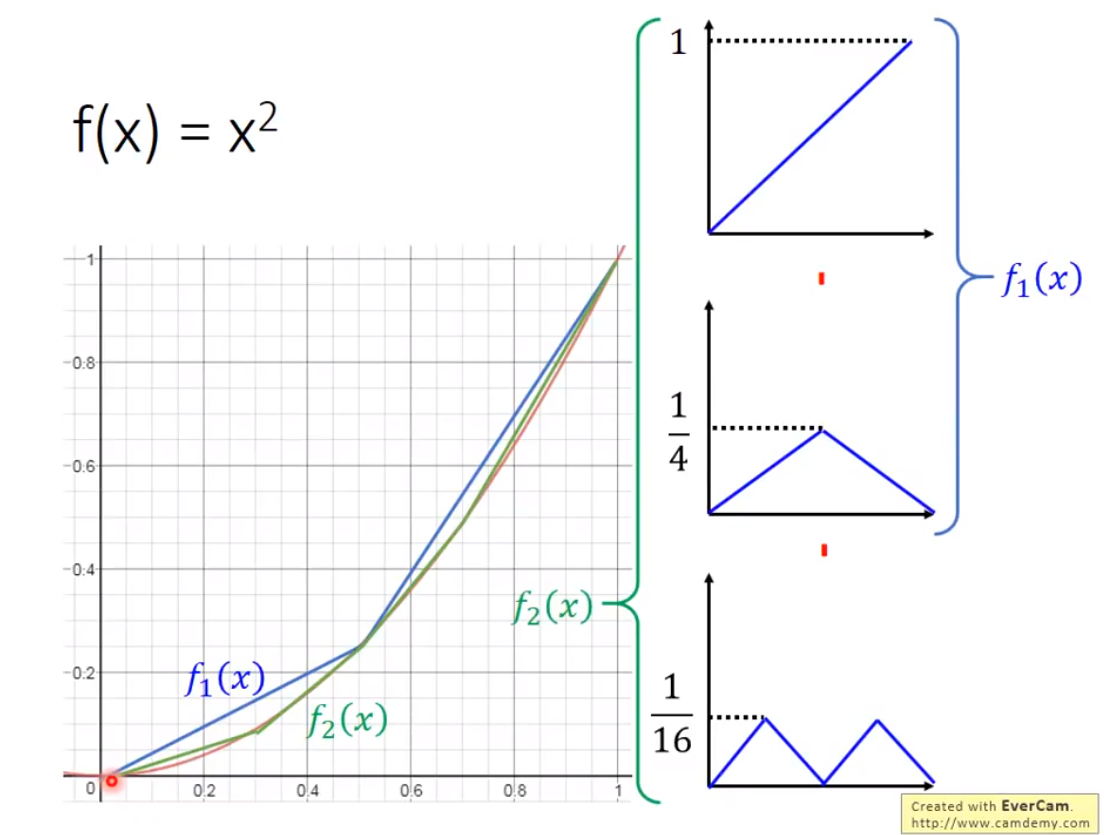 f(x) = x²
1
0.8
0.6
0.4
0.2
0
0.2
0.4
0.6
0.8
1
f₁(x)
f₂(x)
f₂(x)
1
1/4
1/16
f₁(x)
Created with EverCam.
http://www.camdemy.com